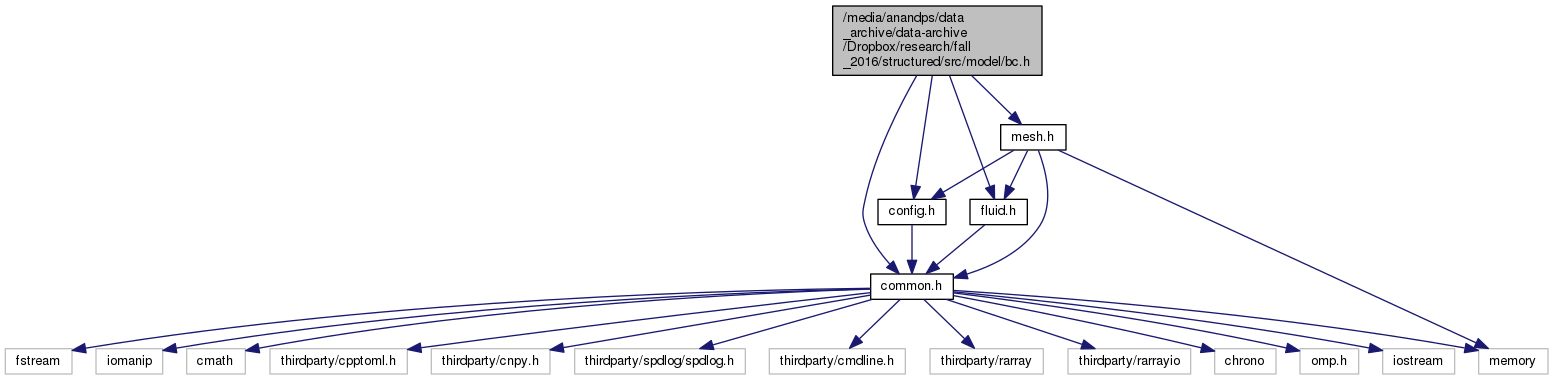 /media/anandps/data
_archive/data-archive
/Dropbox/research/fall
_2016/structured/src/model/bc.h
mesh.h
config.h
fluid.h
common.h
fstream
iomanip
cmath
thirdparty/cpptoml.h
thirdparty/cnpy.h
thirdparty/spdlog/spdlog.h
thirdparty/cmdline.h
thirdparty/rarray
thirdparty/rarrayio
chrono
omp.h
iostream
memory